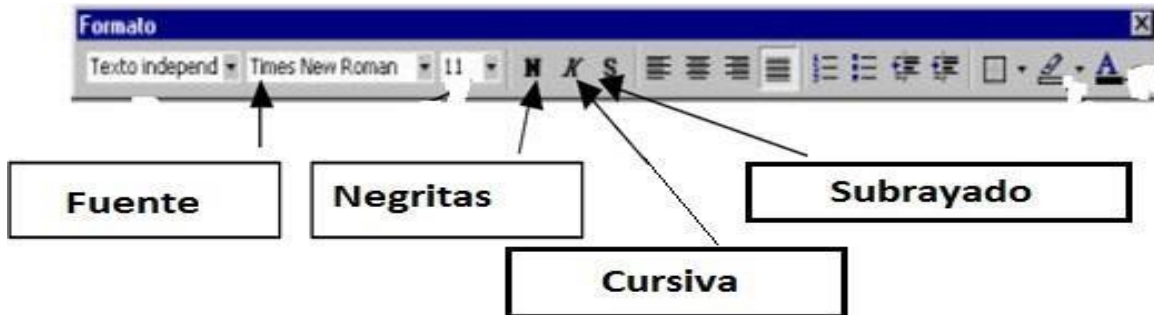 Formato
Texto independ Times New Roman 11 N K S A
Fuente Negritas Subrayado
Cursiva